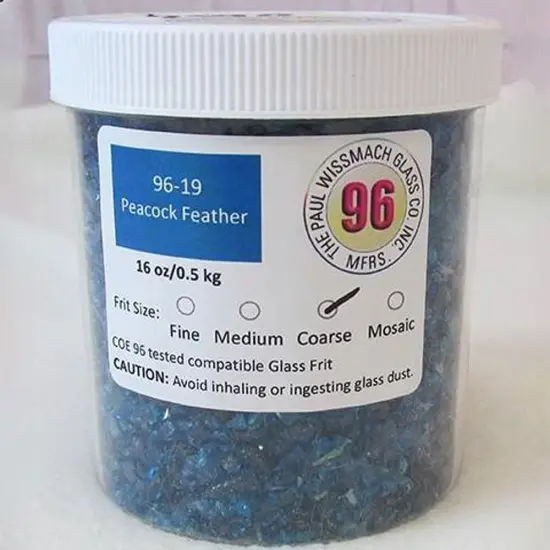 96-19
Peacock Feather
THE PAUL WISSMACH GLASS CO. INC.
96
MFRS.
16 oz/0.5 kg
Frit Size:
Fine Medium Coarse Mosaic
COE 96 tested compatible Glass Frit
CAUTION: Avoid inhaling or ingesting glass dust.